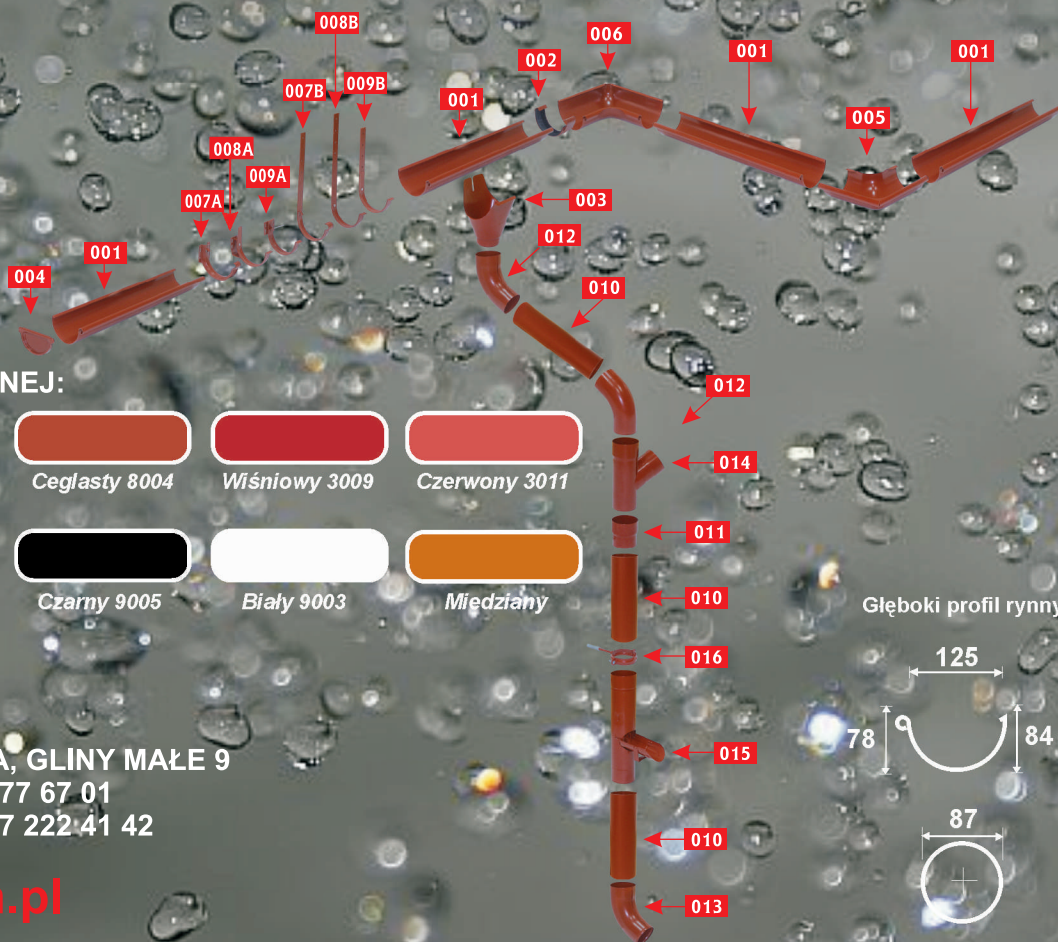 008B
006
001
001
002
007B
009B
001
005
008A
009A
007A
003
012
001
004
010
NEJ:
012
014
Ceglasty 8004
Wiśniowy 3009
Czerwony 3011
011
010
Czarny 9005
Biały 9003
Miedziany
Głęboki profil rynny
016
125
78
84
015
A, GLINY MAŁE 9
77 67 01
7 222 41 42
87
010
.pl
013